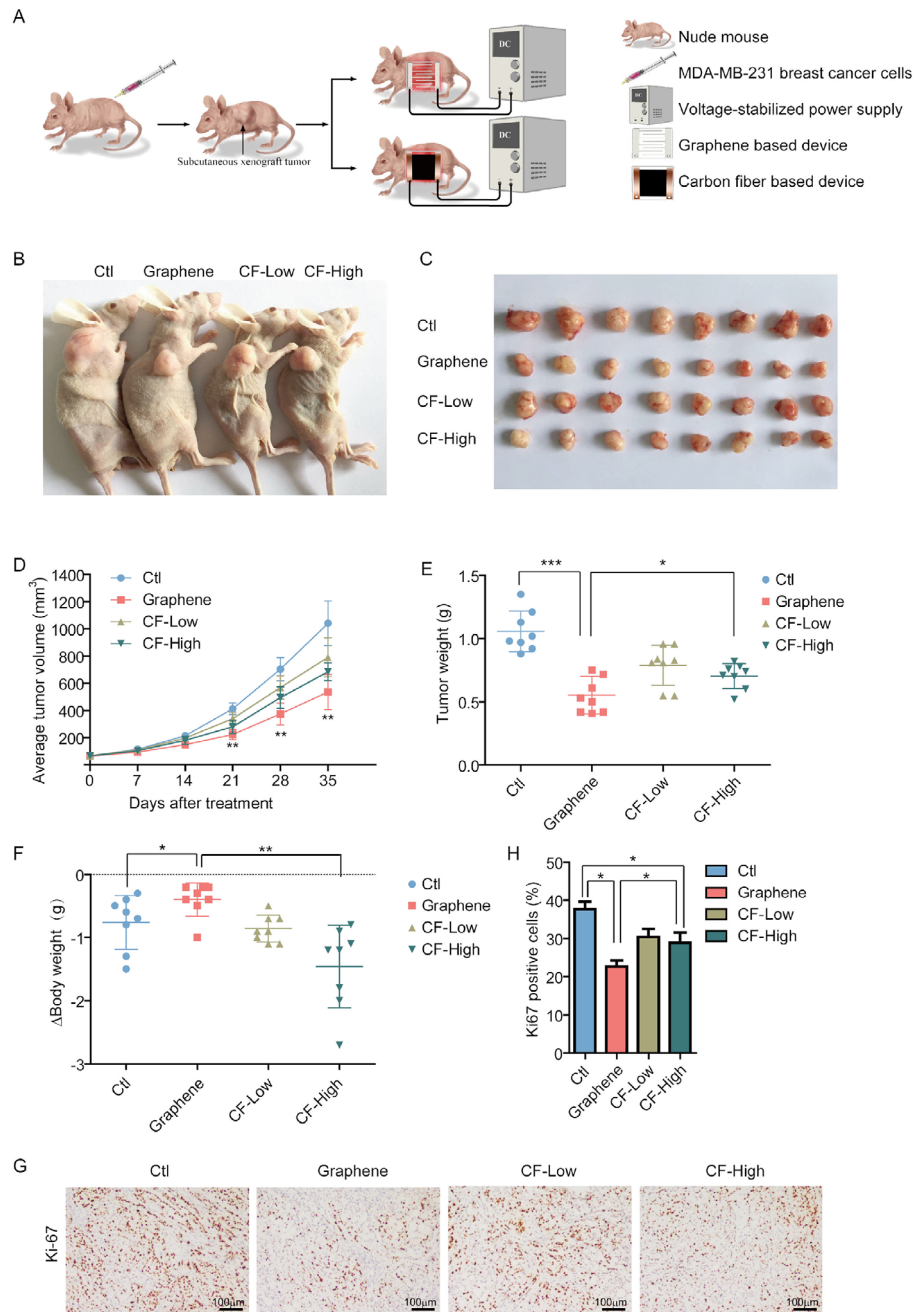 A
DC
DC
Subcutaneous xenograft tumor
Nude mouse
MDA-MB-231 breast cancer cells
Voltage-stabilized power supply
Graphene based device
Carbon fiber based device
B
Ctl Graphene CF-Low CF-High
C
Ctl
Graphene
CF-Low
CF-High
D
Average tumor volume (mm³)
1400
1200
1000
800
600
400
200
0 7 14 21 28 35
Days after treatment
Ctl
Graphene
CF-Low
CF-High
** ** **
E
Tumor weight (g)
1.5
1.0
0.5
0.0
*** *
Ctl Graphene CF-Low CF-High
Ctl
Graphene
CF-Low
CF-High
F
ΔBody weight (g)
0
-1
-2
-3
* **
Ctl Graphene CF-Low CF-High
Ctl
Graphene
CF-Low
CF-High
H
Ki67 positive cells (%)
50
40
30
20
10
0
*
* *
Ctl Graphene CF-Low CF-High
Ctl
Graphene
CF-Low
CF-High
G
Ctl Graphene CF-Low CF-High
Ki-67
100μm 100μm 100μm 100μm